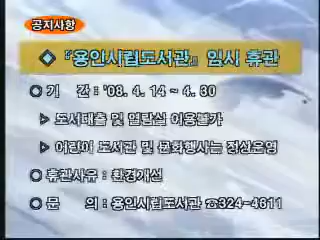 공지사항
◆ 『용인시립도서관』 임시 휴관
○ 기 간 : '08. 4. 14 ~ 4. 30
▶ 도서대출 및 열람실 이용불가
▶ 어린이 도서관 및 문화행사는 정상운영
○ 휴관사유 : 환경개선
○ 문 의 : 용인시립도서관 ☎324-4611